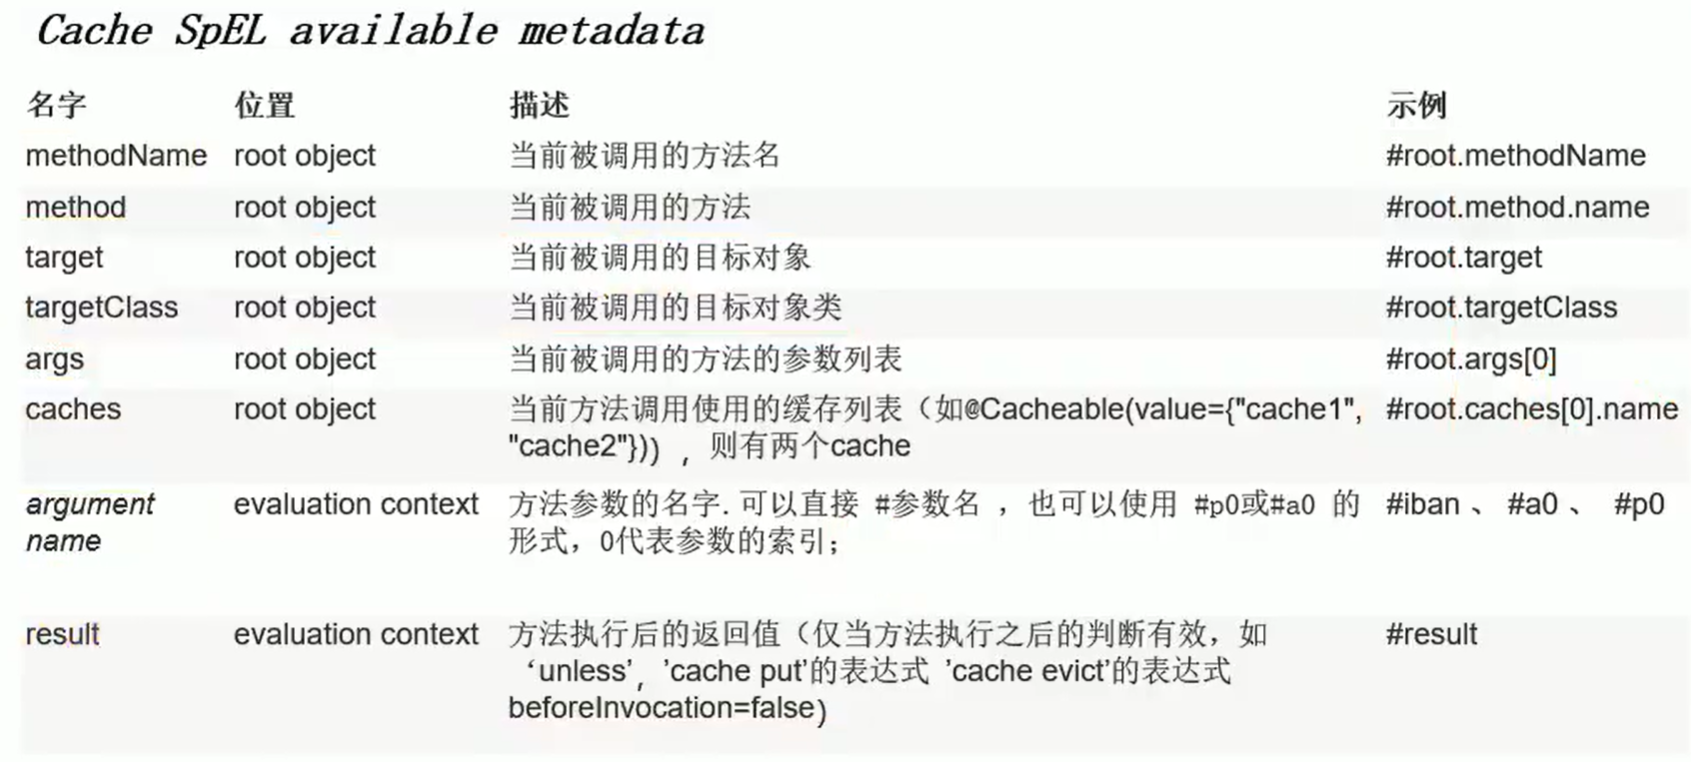 Cache SpEL available metadata
名字 位置 描述 示例
methodName root object 当前被调用的方法名 #root.methodName
method root object 当前被调用的方法 #root.method.name
target root object 当前被调用的目标对象 #root.target
targetClass root object 当前被调用的目标对象类 #root.targetClass
args root object 当前被调用的方法的参数列表 #root.args[0]
caches root object 当前方法调用使用的缓存列表（如@Cacheable(value={"cache1", #root.caches[0].name
"cache2"})），则有两个cache
argument evaluation context 方法参数的名字. 可以直接 #参数名 ，也可以使用 #p0或#a0 的 #iban 、 #a0 、 #p0
name 形式，0代表参数的索引；
result evaluation context 方法执行后的返回值（仅当方法执行之后的判断有效，如 #result
‘unless’，'cache put'的表达式 'cache evict'的表达式
beforeInvocation=false）